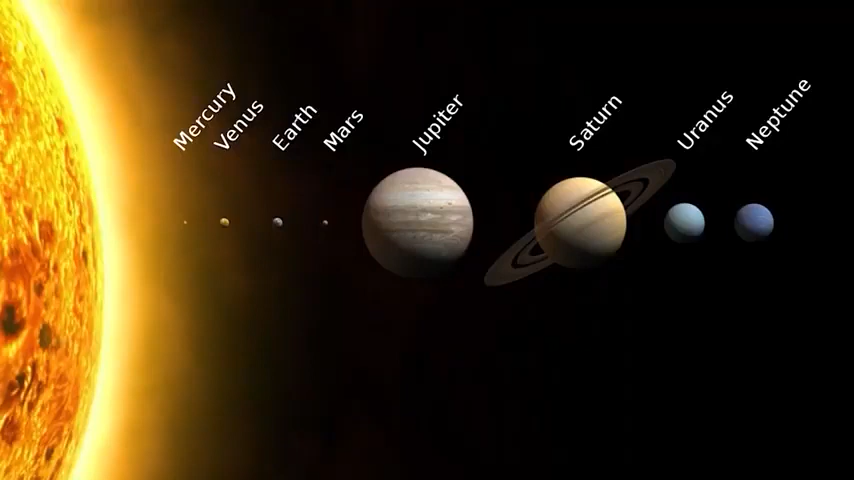 Mercury
Venus
Earth
Mars
Jupiter
Saturn
Uranus
Neptune